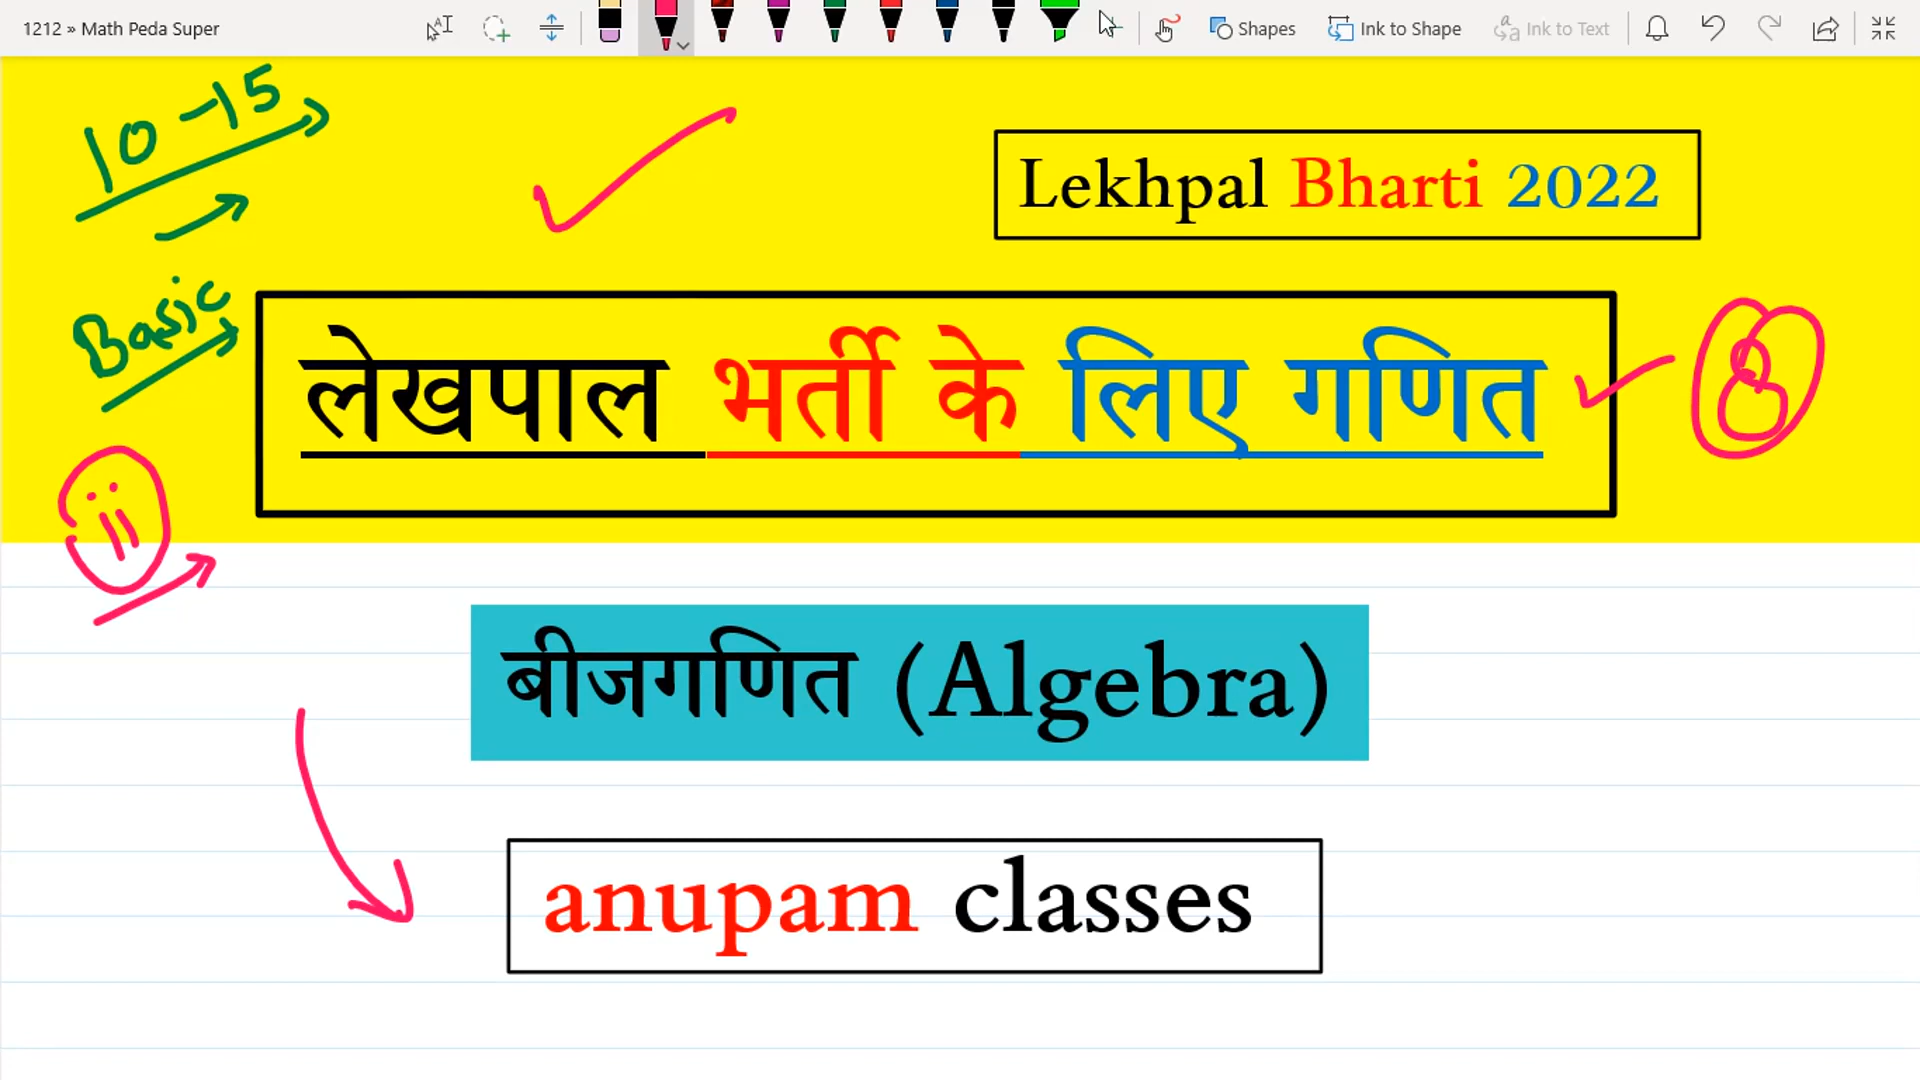 1212 » Math Peda Super
Shapes
Ink to Shape
Ink to Text
10-15
Lekhpal Bharti 2022
Basic
लेखपाल भर्ती के लिए गणित
बीजगणित (Algebra)
anupam classes